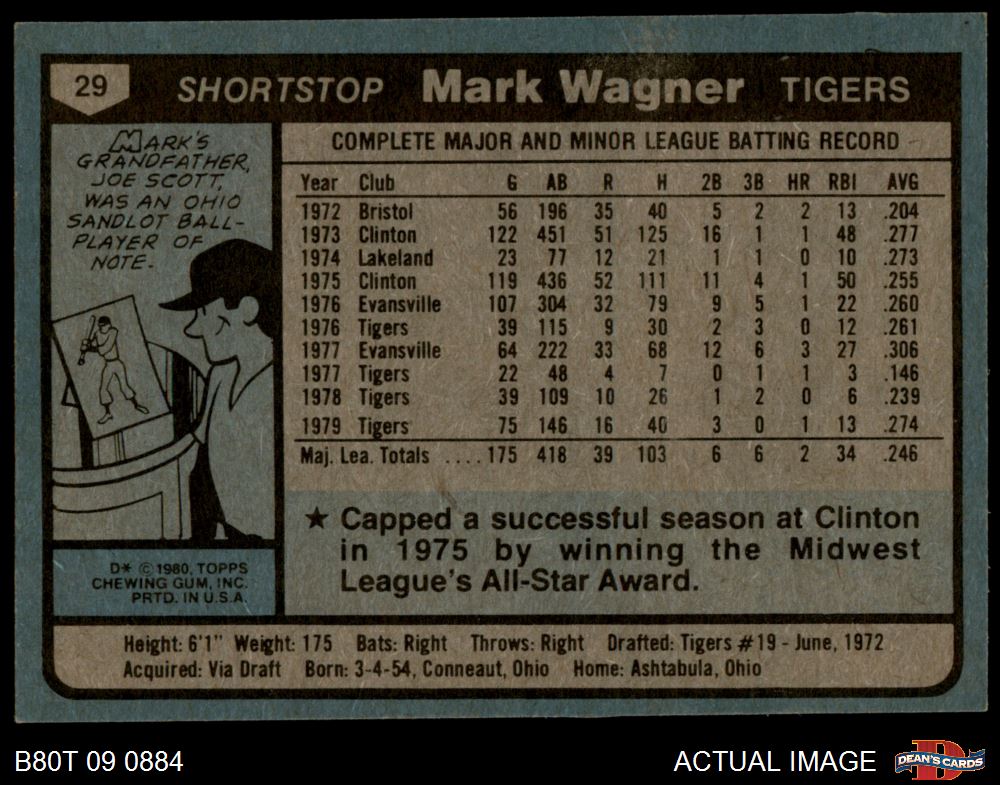 29 SHORTSTOP Mark Wagner TIGERS
MARK'S
GRANDFATHER,
JOE SCOTT,
WAS AN OHIO
SANDLOT BALL-
PLAYER OF
NOTE.
D* © 1980, TOPPS
CHEWING GUM, INC.
PRTD. IN U.S.A.
COMPLETE MAJOR AND MINOR LEAGUE BATTING RECORD
Year Club G AB R H 2B 3B HR RBI AVG
1972 Bristol 56 196 35 40 5 2 2 13 .204
1973 Clinton 122 451 51 125 16 1 1 48 .277
1974 Lakeland 23 77 12 21 1 1 0 10 .273
1975 Clinton 119 436 52 111 11 4 1 50 .255
1976 Evansville 107 304 32 79 9 5 1 22 .260
1976 Tigers 39 115 9 30 2 3 0 12 .261
1977 Evansville 64 222 33 68 12 6 3 27 .306
1977 Tigers 22 48 4 7 0 1 1 3 .146
1978 Tigers 39 109 10 26 1 2 0 6 .239
1979 Tigers 75 146 16 40 3 0 1 13 .274
Maj. Lea. Totals ....175 418 39 103 6 6 2 34 .246
★ Capped a successful season at Clinton
in 1975 by winning the Midwest
League's All-Star Award.
Height: 6'1" Weight: 175 Bats: Right Throws: Right Drafted: Tigers #19 - June, 1972
Acquired: Via Draft Born: 3-4-54, Conneaut, Ohio Home: Ashtabula, Ohio
B80T 09 0884 ACTUAL IMAGE DEAN'S CARDS